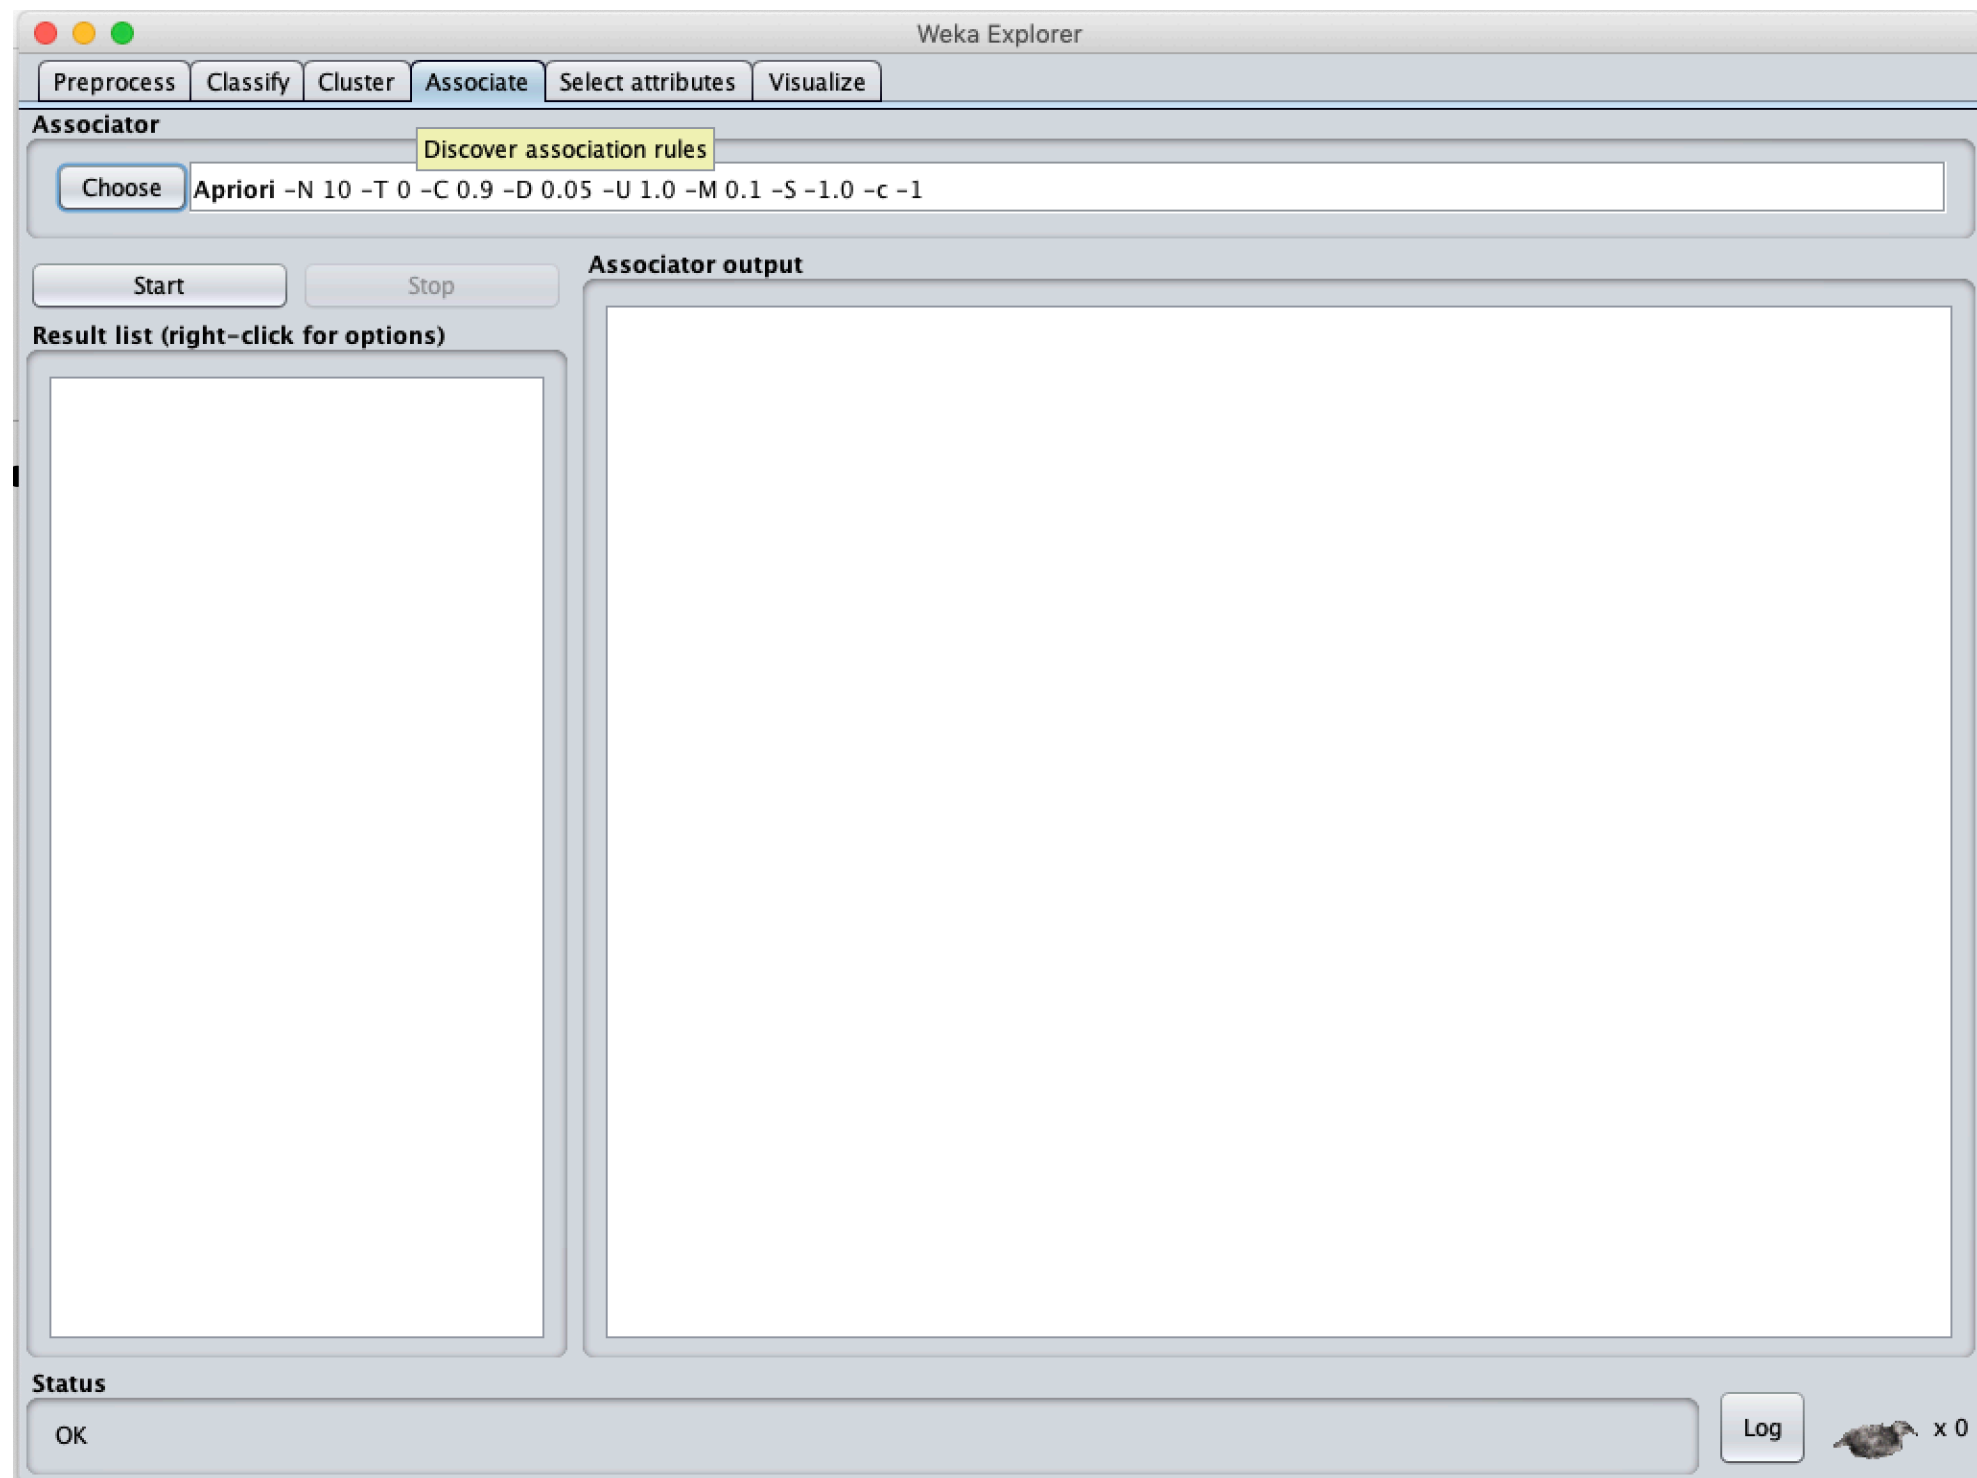 Weka Explorer
Preprocess Classify Cluster Associate Select attributes Visualize
Associator
Discover association rules
Choose Apriori -N 10 -T 0 -C 0.9 -D 0.05 -U 1.0 -M 0.1 -S -1.0 -c -1
Start Stop
Associator output
Result list (right-click for options)
Status
OK
Log x 0